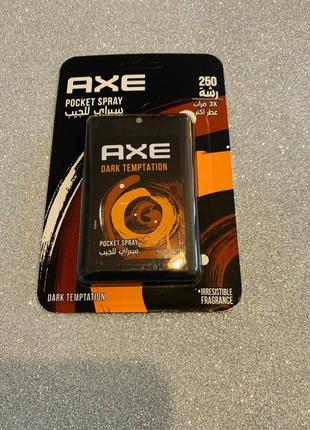 AXE
POCKET SPRAY
سبراي للجيب
250
رشة
3X مرات
عطر أكثر
AXE
DARK TEMPTATION
POCKET SPRAY
سبراي للجيب
DARK TEMPTATION
*IRRESISTIBLE
FRAGRANCE